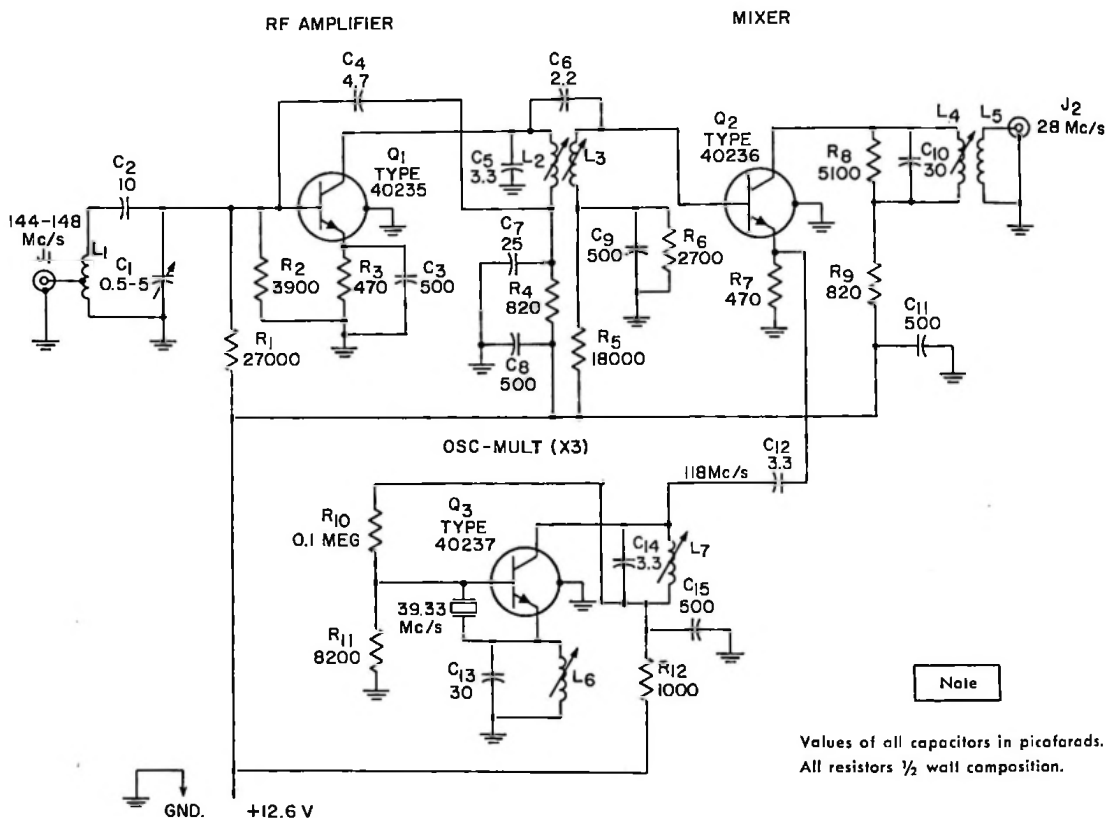 RF AMPLIFIER
MIXER
C4
4.7
C6
2.2
J2
28 Mc/s
Q1
TYPE
40235
C5
3.3
L2
L3
Q2
TYPE
40236
R8
5100
C10
30
L4
L5
C2
10
144-148
Mc/s
J1
L1
C1
0.5-5
R2
3900
R3
470
C3
500
C7
25
R4
820
C9
500
R6
2700
R7
470
R9
820
C11
500
R1
27000
C8
500
R5
18000
OSC-MULT (X3)
118Mc/s
C12
3.3
R10
0.1 MEG
Q3
TYPE
40237
C14
3.3
L7
C15
500
39.33
Mc/s
R11
8200
C13
30
L6
R12
1000
Note
Values of all capacitors in picofarads.
All resistors ½ watt composition.
GND.
+12.6 V